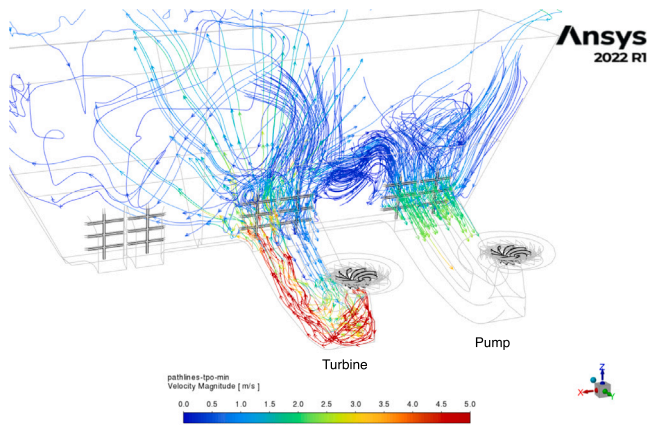 Ansys
2022 R1
Turbine
Pump
pathlines-tpo-min
Velocity Magnitude [ m/s ]
0.0 0.5 1.0 1.5 2.0 2.5 3.0 3.5 4.0 4.5 5.0
Z
X
Y